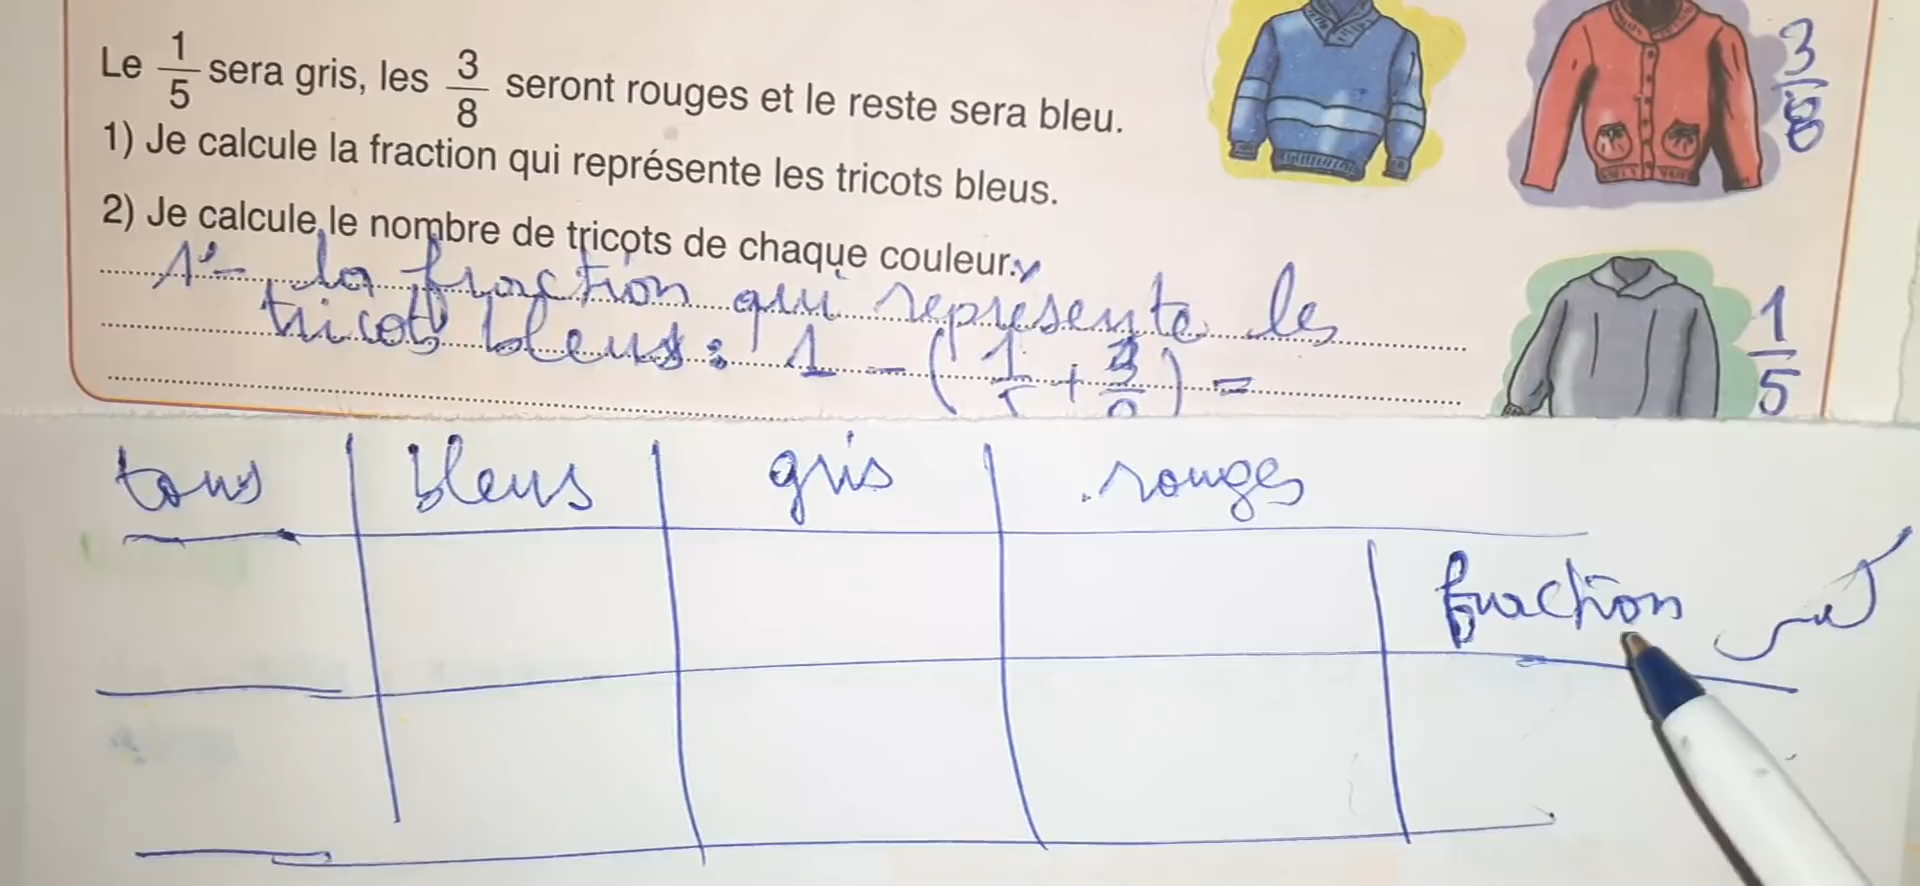 Le 1/5 sera gris, les 3/8 seront rouges et le reste sera bleu.
1) Je calcule la fraction qui représente les tricots bleus.
2) Je calcule le nombre de tricots de chaque couleur.
1°- la fraction qui représente les
tricots bleus : 1 - (1/5 + 3/8) =
3/8
1/5
tous bleus gris rouges
fraction